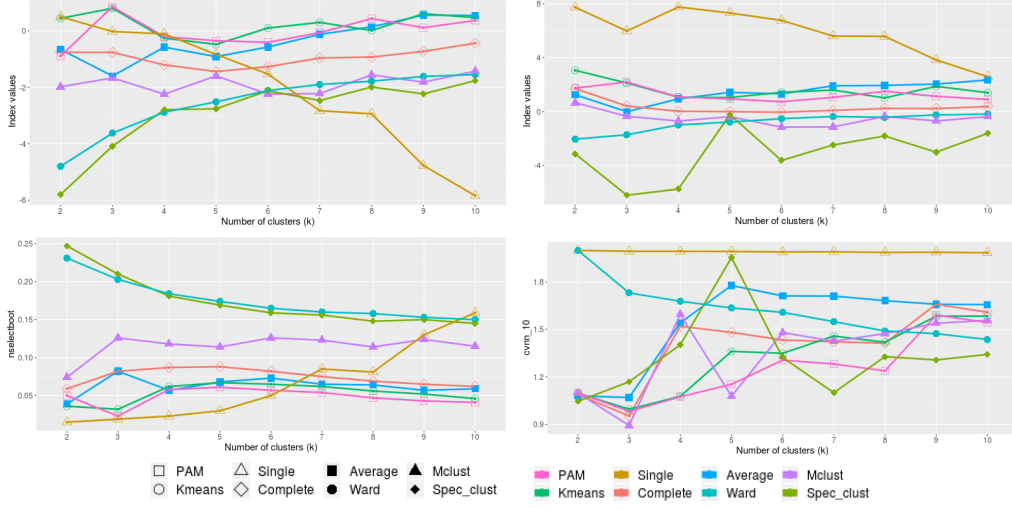 0
-2
-4
-6
Index values
2 3 4 5 6 7 8 9 10
Number of clusters (k)
8
4
0
-4
Index values
2 3 4 5 6 7 8 9 10
Number of clusters (k)
0.25
0.20
0.15
0.10
0.05
nselectboot
2 3 4 5 6 7 8 9 10
Number of clusters (k)
1.8
1.5
1.2
0.9
cvnn_10
2 3 4 5 6 7 8 9 10
Number of clusters (k)
PAM Single Average Mclust
Kmeans Complete Ward Spec_clust
PAM Single Average Mclust
Kmeans Complete Ward Spec_clust